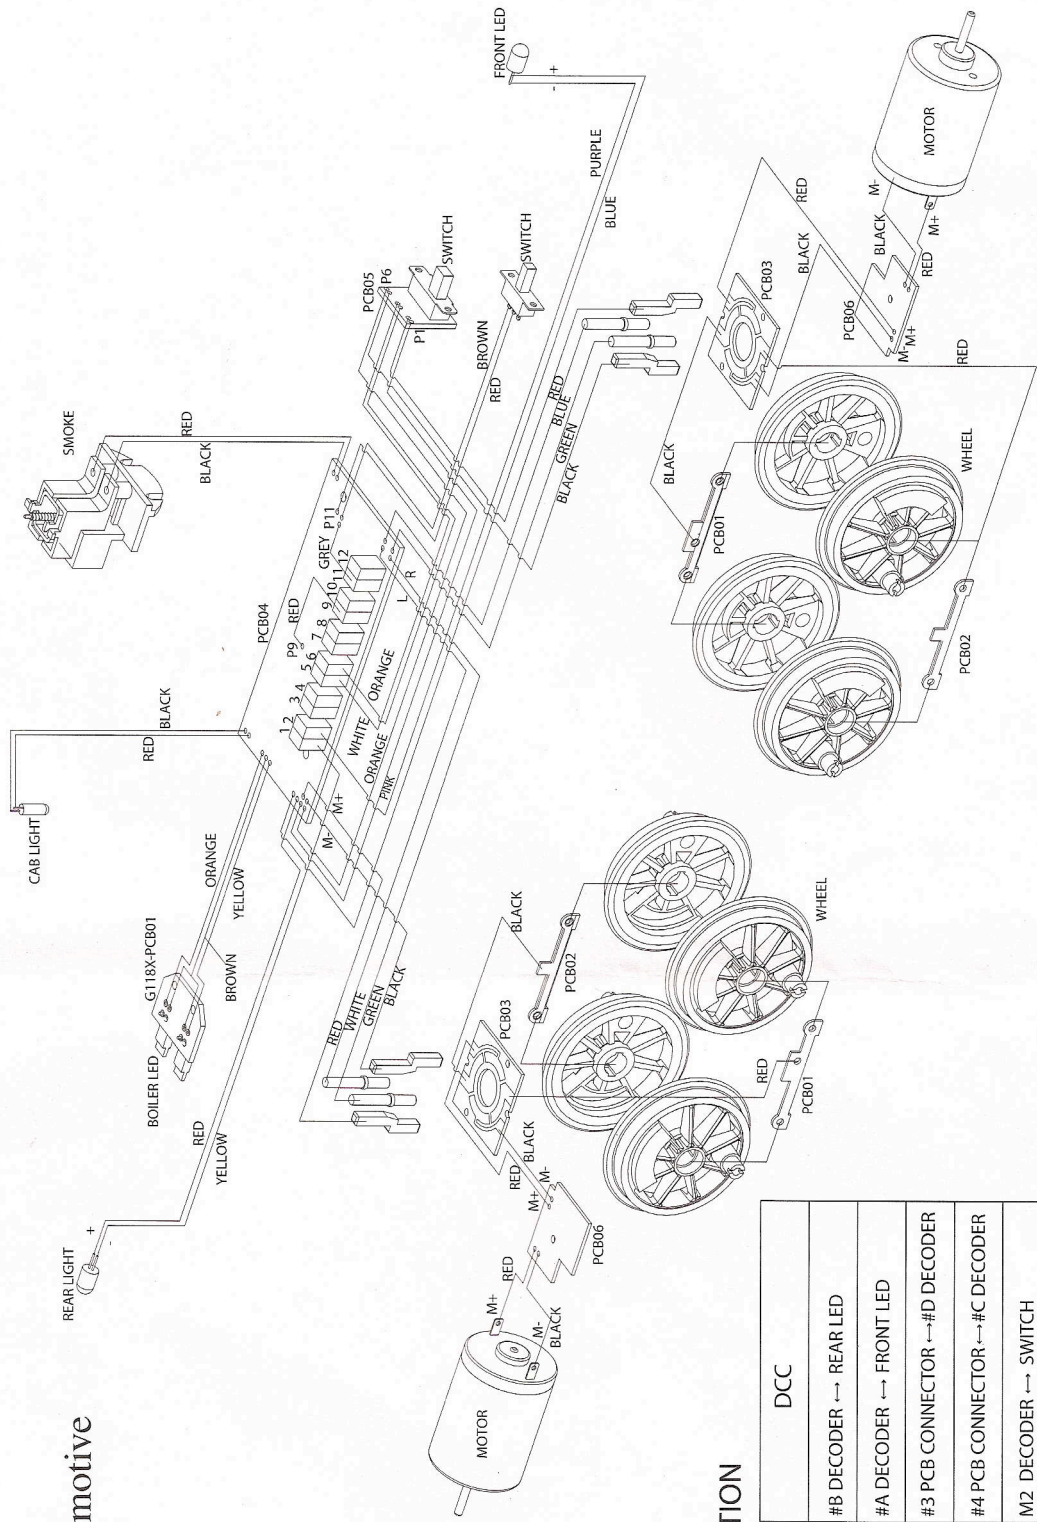 motive
REAR LIGHT
+
-
RED
YELLOW
BOILER LED
G118X-PCB01
ORANGE
YELLOW
BROWN
CAB LIGHT
RED
BLACK
PCB04
SMOKE
RED
BLACK
GREY
P11
P9
RED
1
2
3
4
5
6
7
8
9
10
11
12
L
R
M-
M+
WHITE
ORANGE
ORANGE
PINK
PCB05
P6
P1
SWITCH
BROWN
RED
SWITCH
FRONT LED
-
+
PURPLE
BLUE
RED
BLUE
GREEN
BLACK
RED
WHITE
GREEN
BLACK
MOTOR
M+
M-
RED
BLACK
PCB06
M+
M-
RED
BLACK
PCB03
BLACK
PCB02
RED
PCB01
WHEEL
BLACK
PCB01
PCB02
WHEEL
PCB03
RED
BLACK
PCB06
M-
M+
RED
BLACK
RED
M-
M+
MOTOR
TION
DCC
#B DECODER ↔ REAR LED
#A DECODER ↔ FRONT LED
#3 PCB CONNECTOR ↔ #D DECODER
#4 PCB CONNECTOR ↔ #C DECODER
M2 DECODER ↔ SWITCH